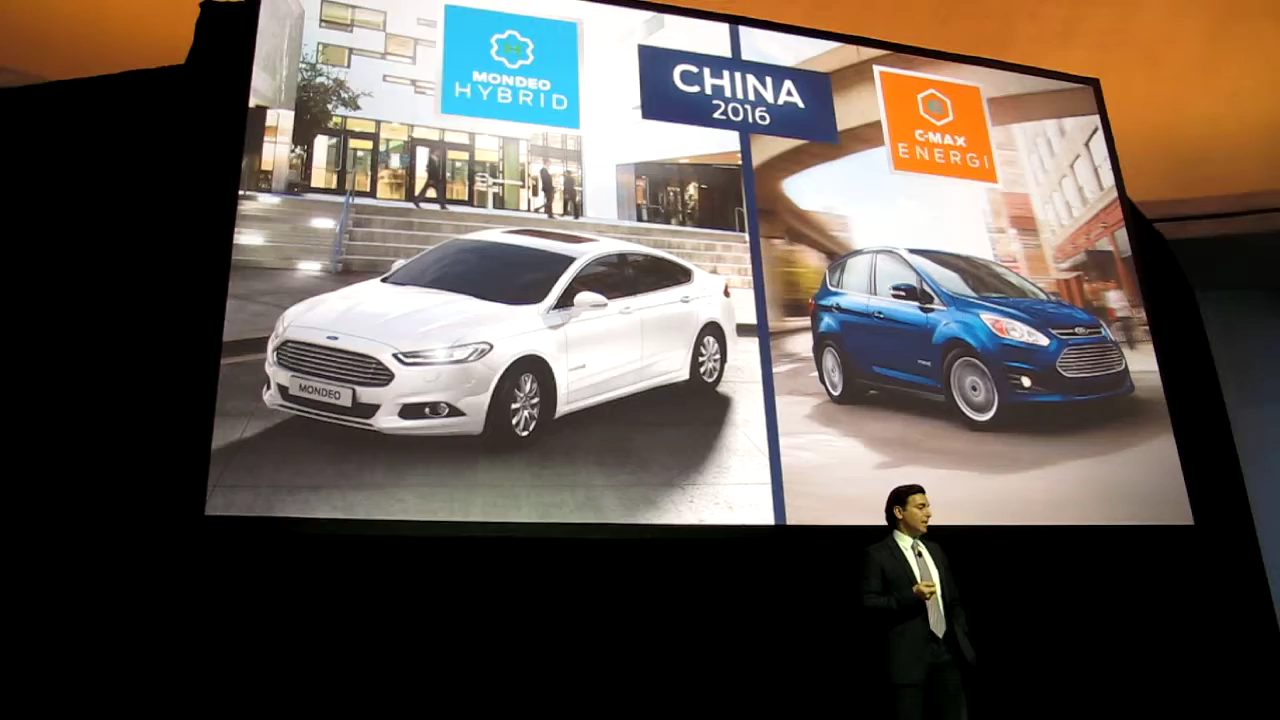 MONDEO
HYBRID
CHINA
2016
C-MAX
ENERGI
MONDEO